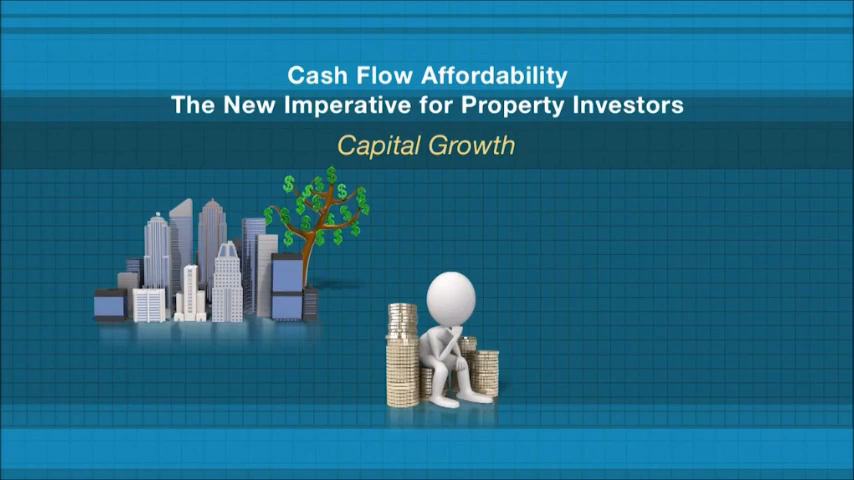 Cash Flow Affordability
The New Imperative for Property Investors
Capital Growth